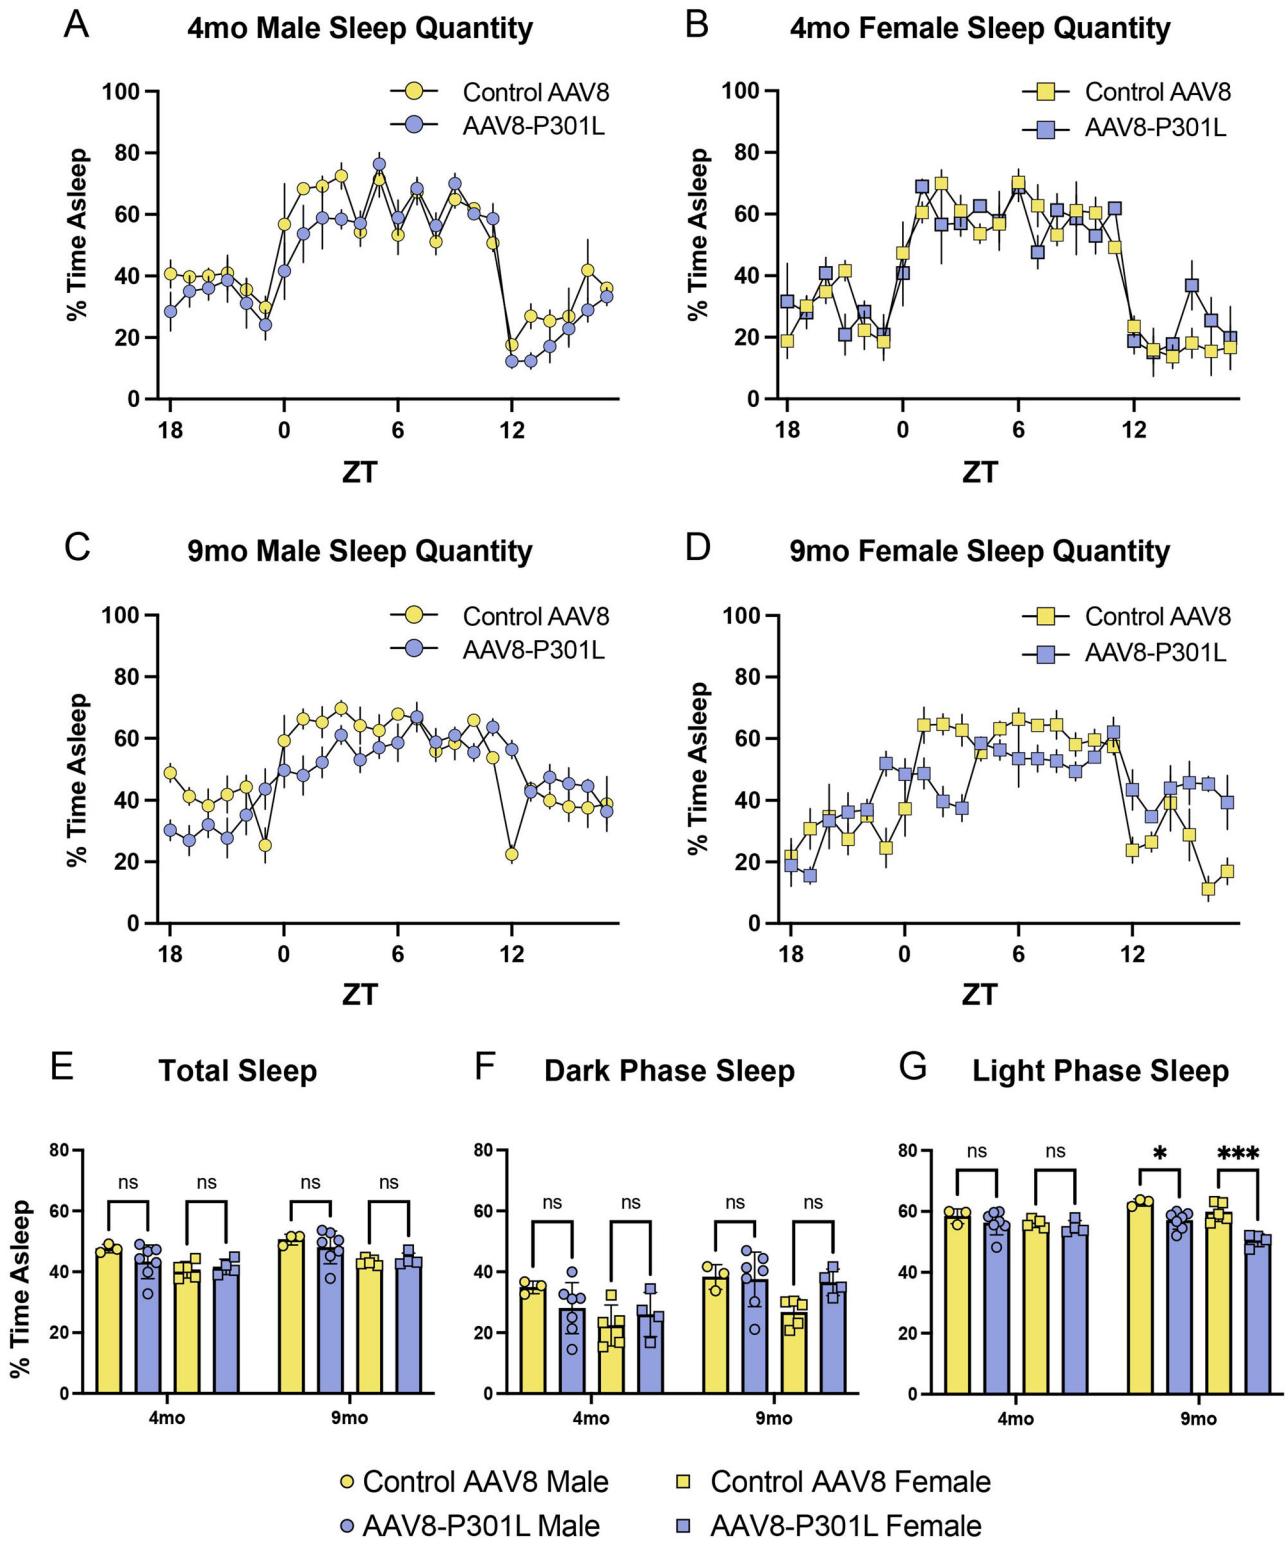 A
4mo Male Sleep Quantity
Control AAV8
AAV8-P301L
100
80
60
40
20
0
% Time Asleep
18 0 6 12
ZT
B
4mo Female Sleep Quantity
Control AAV8
AAV8-P301L
100
80
60
40
20
0
% Time Asleep
18 0 6 12
ZT
C
9mo Male Sleep Quantity
Control AAV8
AAV8-P301L
100
80
60
40
20
0
% Time Asleep
18 0 6 12
ZT
D
9mo Female Sleep Quantity
Control AAV8
AAV8-P301L
100
80
60
40
20
0
% Time Asleep
18 0 6 12
ZT
E
Total Sleep
80
60
40
20
0
% Time Asleep
ns ns ns ns
4mo 9mo
F
Dark Phase Sleep
80
60
40
20
0
ns ns ns ns
4mo 9mo
G
Light Phase Sleep
80
60
40
20
0
ns ns * ***
4mo 9mo
Control AAV8 Male
Control AAV8 Female
AAV8-P301L Male
AAV8-P301L Female